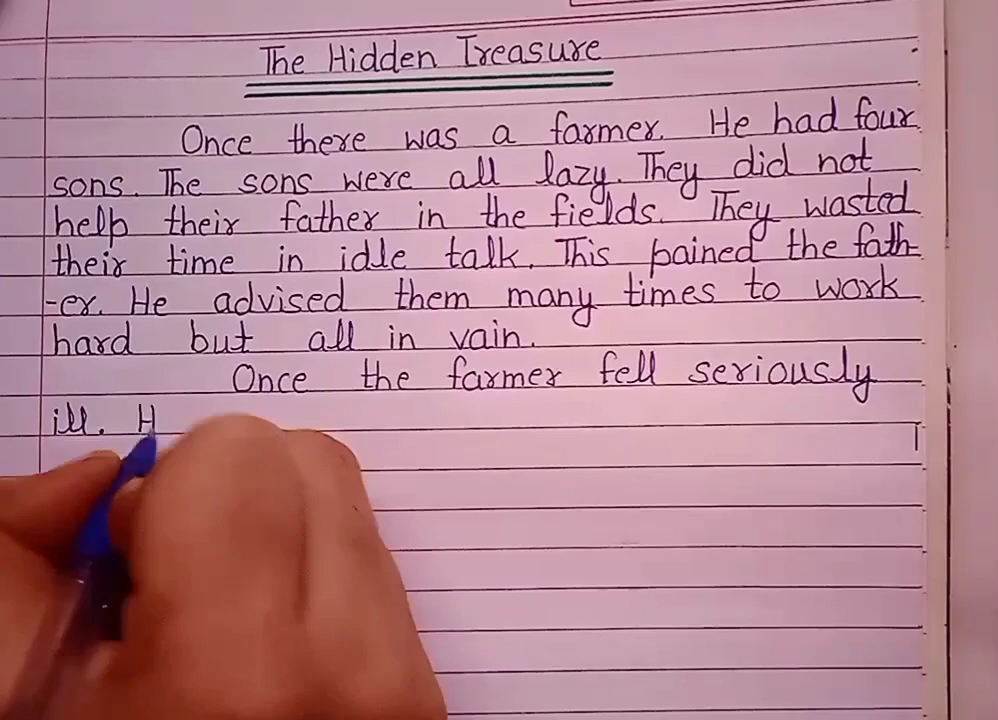 The Hidden Treasure
Once there was a farmer. He had four
sons. The sons were all lazy. They did not
help their father in the fields. They wasted
their time in idle talk. This pained the fath-
-er. He advised them many times to work
hard but all in vain.
Once the farmer fell seriously
ill. H